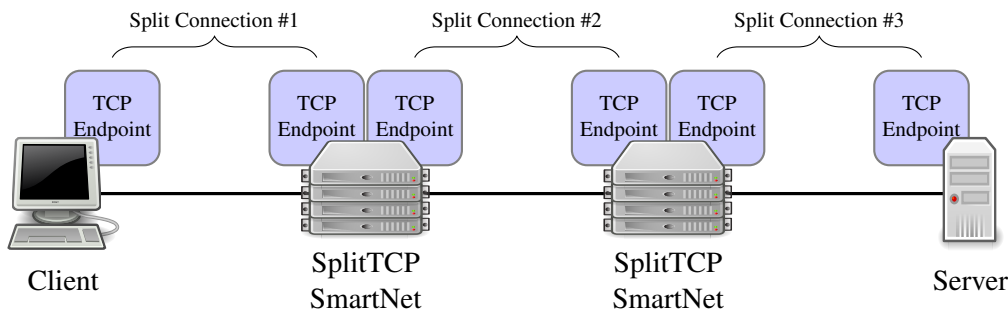 Split Connection #1
Split Connection #2
Split Connection #3
TCP
Endpoint
TCP
Endpoint
TCP
Endpoint
TCP
Endpoint
TCP
Endpoint
TCP
Endpoint
Client
SplitTCP
SmartNet
SplitTCP
SmartNet
Server